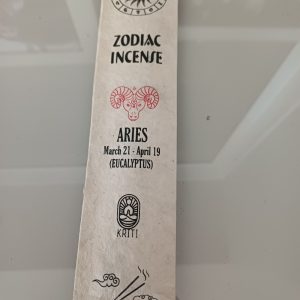 ZODIAC
INCENSE
ARIES
March 21 - April 19
(EUCALYPTUS)
KRITI